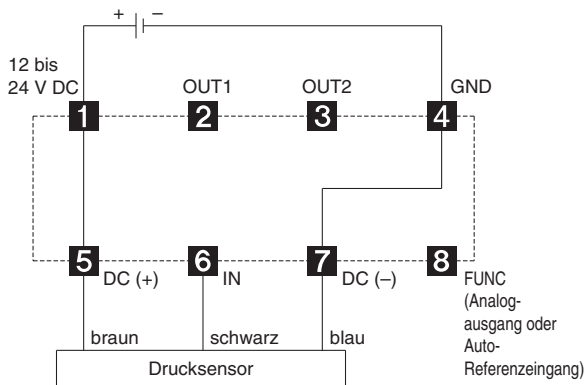 + –
12 bis
24 V DC
OUT1
OUT2
GND
1 2 3 4
5 6 7 8
DC (+)
IN
DC (–)
FUNC
(Analog-
ausgang oder
Auto-
Referenzeingang)
braun
schwarz
blau
Drucksensor